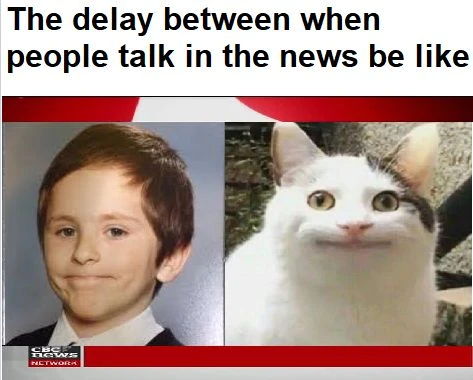 The delay between when
people talk in the news be like
CBC
news
NETWORK